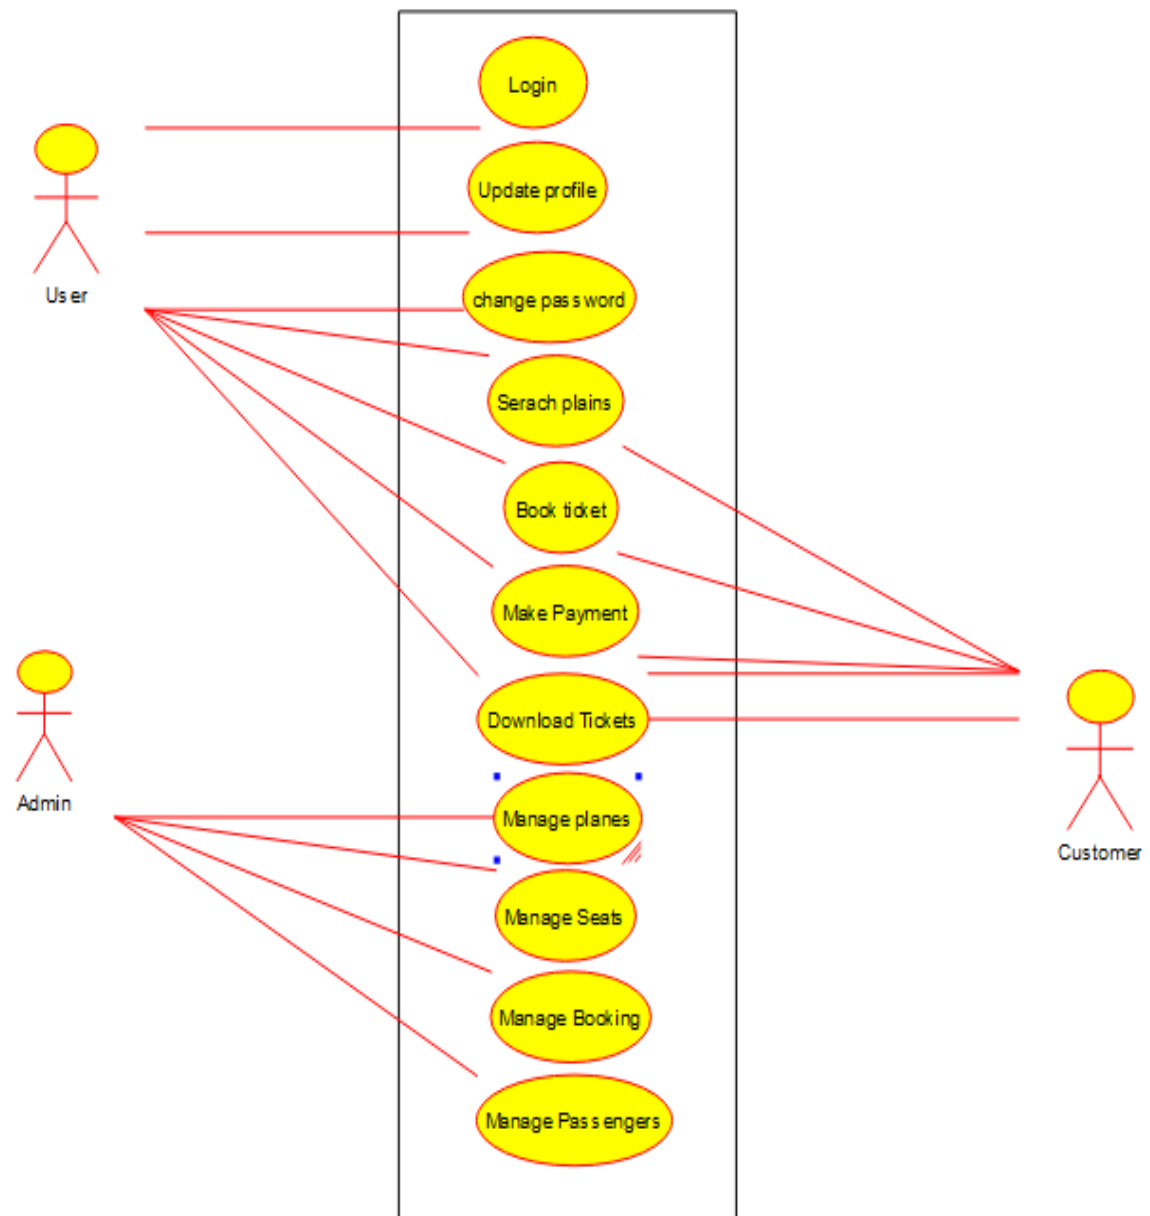 Login
Update profile
User
change password
Serach plains
Book ticket
Make Payment
Download Tickets
Admin
Manage planes
Customer
Manage Seats
Manage Booking
Manage Passengers